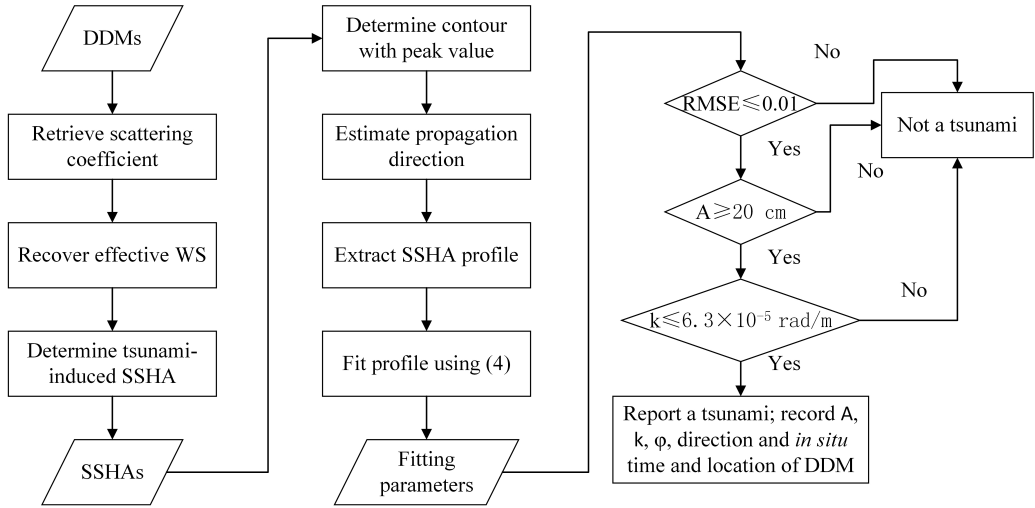 DDMs
Retrieve scattering
coefficient
Recover effective WS
Determine tsunami-
induced SSHA
SSHAs
Determine contour
with peak value
Estimate propagation
direction
Extract SSHA profile
Fit profile using (4)
Fitting
parameters
RMSE≤0.01
No
Yes
Not a tsunami
A≥20 cm
No
Yes
k≤6.3×10⁻⁵ rad/m
No
Yes
Report a tsunami; record A,
k, φ, direction and in situ
time and location of DDM